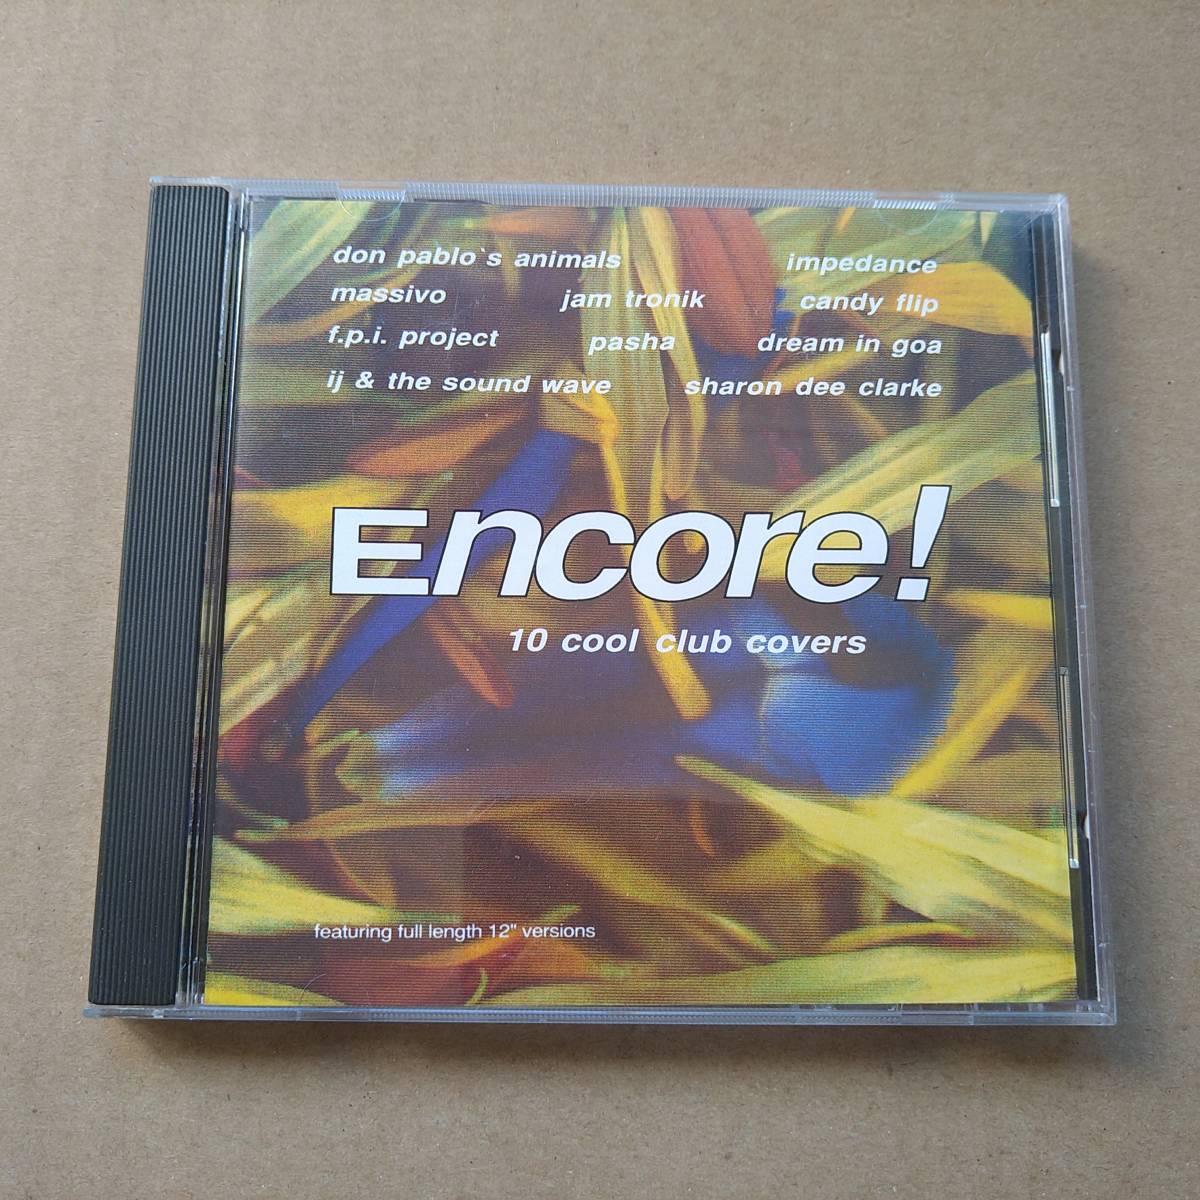 don pablo`s animals impedance
massivo jam tronik candy flip
f.p.i. project pasha dream in goa
ij & the sound wave sharon dee clarke
Encore!
10 cool club covers
featuring full length 12" versions